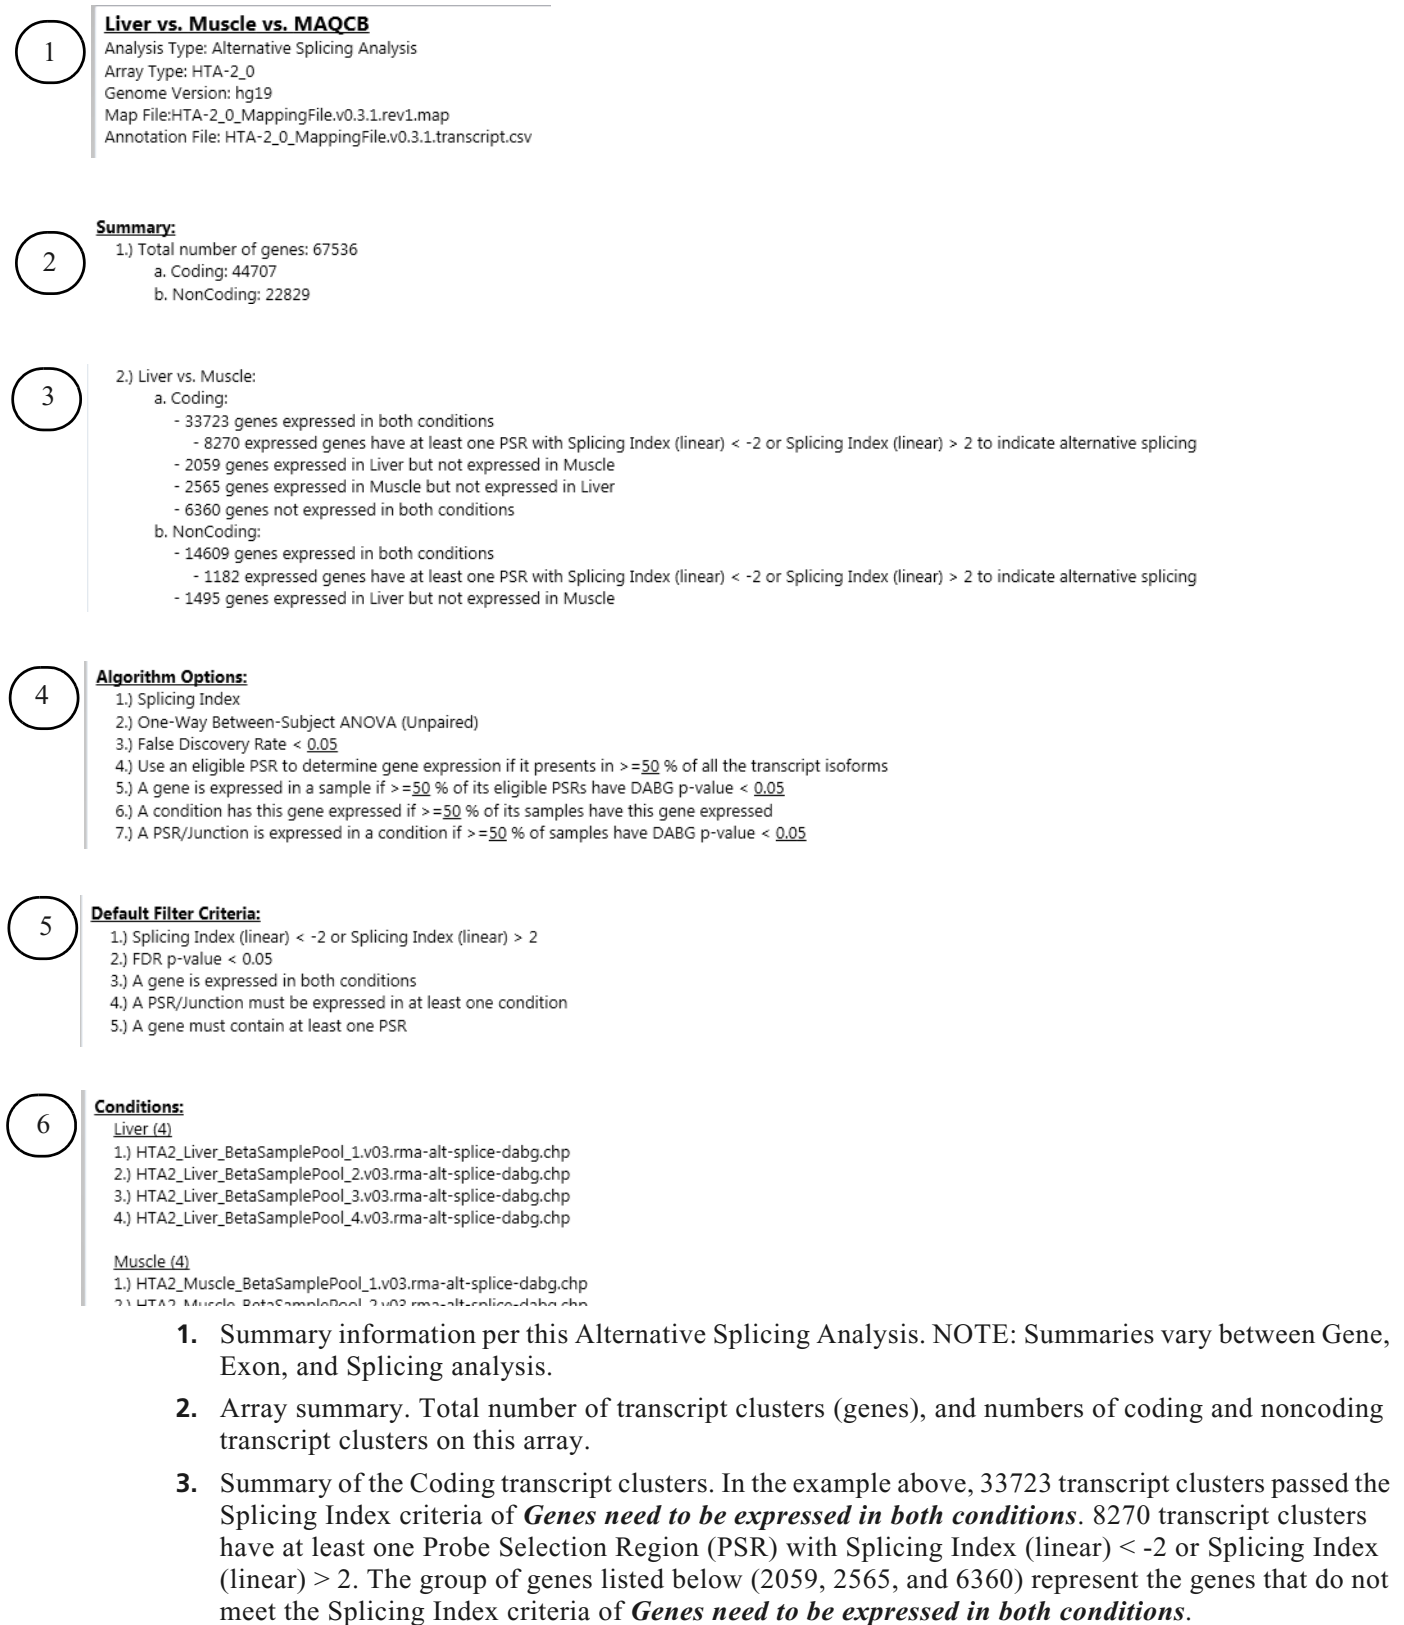 1
Liver vs. Muscle vs. MAQCB
Analysis Type: Alternative Splicing Analysis
Array Type: HTA-2_0
Genome Version: hg19
Map File:HTA-2_0_MappingFile.v0.3.1.rev1.map
Annotation File: HTA-2_0_MappingFile.v0.3.1.transcript.csv
2
Summary:
1.) Total number of genes: 67536
a. Coding: 44707
b. NonCoding: 22829
3
2.) Liver vs. Muscle:
a. Coding:
- 33723 genes expressed in both conditions
- 8270 expressed genes have at least one PSR with Splicing Index (linear) < -2 or Splicing Index (linear) > 2 to indicate alternative splicing
- 2059 genes expressed in Liver but not expressed in Muscle
- 2565 genes expressed in Muscle but not expressed in Liver
- 6360 genes not expressed in both conditions
b. NonCoding:
- 14609 genes expressed in both conditions
- 1182 expressed genes have at least one PSR with Splicing Index (linear) < -2 or Splicing Index (linear) > 2 to indicate alternative splicing
- 1495 genes expressed in Liver but not expressed in Muscle
4
Algorithm Options:
1.) Splicing Index
2.) One-Way Between-Subject ANOVA (Unpaired)
3.) False Discovery Rate < 0.05
4.) Use an eligible PSR to determine gene expression if it presents in >=50 % of all the transcript isoforms
5.) A gene is expressed in a sample if >=50 % of its eligible PSRs have DABG p-value < 0.05
6.) A condition has this gene expressed if >=50 % of its samples have this gene expressed
7.) A PSR/Junction is expressed in a condition if >=50 % of samples have DABG p-value < 0.05
5
Default Filter Criteria:
1.) Splicing Index (linear) < -2 or Splicing Index (linear) > 2
2.) FDR p-value < 0.05
3.) A gene is expressed in both conditions
4.) A PSR/Junction must be expressed in at least one condition
5.) A gene must contain at least one PSR
6
Conditions:
Liver (4)
1.) HTA2_Liver_BetaSamplePool_1.v03.rma-alt-splice-dabg.chp
2.) HTA2_Liver_BetaSamplePool_2.v03.rma-alt-splice-dabg.chp
3.) HTA2_Liver_BetaSamplePool_3.v03.rma-alt-splice-dabg.chp
4.) HTA2_Liver_BetaSamplePool_4.v03.rma-alt-splice-dabg.chp
Muscle (4)
1.) HTA2_Muscle_BetaSamplePool_1.v03.rma-alt-splice-dabg.chp
2.) HTA2_Muscle_BetaSamplePool_2.v03.rma-alt-splice-dabg.chp
1. Summary information per this Alternative Splicing Analysis. NOTE: Summaries vary between Gene,
Exon, and Splicing analysis.
2. Array summary. Total number of transcript clusters (genes), and numbers of coding and noncoding
transcript clusters on this array.
3. Summary of the Coding transcript clusters. In the example above, 33723 transcript clusters passed the
Splicing Index criteria of Genes need to be expressed in both conditions. 8270 transcript clusters
have at least one Probe Selection Region (PSR) with Splicing Index (linear) < -2 or Splicing Index
(linear) > 2. The group of genes listed below (2059, 2565, and 6360) represent the genes that do not
meet the Splicing Index criteria of Genes need to be expressed in both conditions.